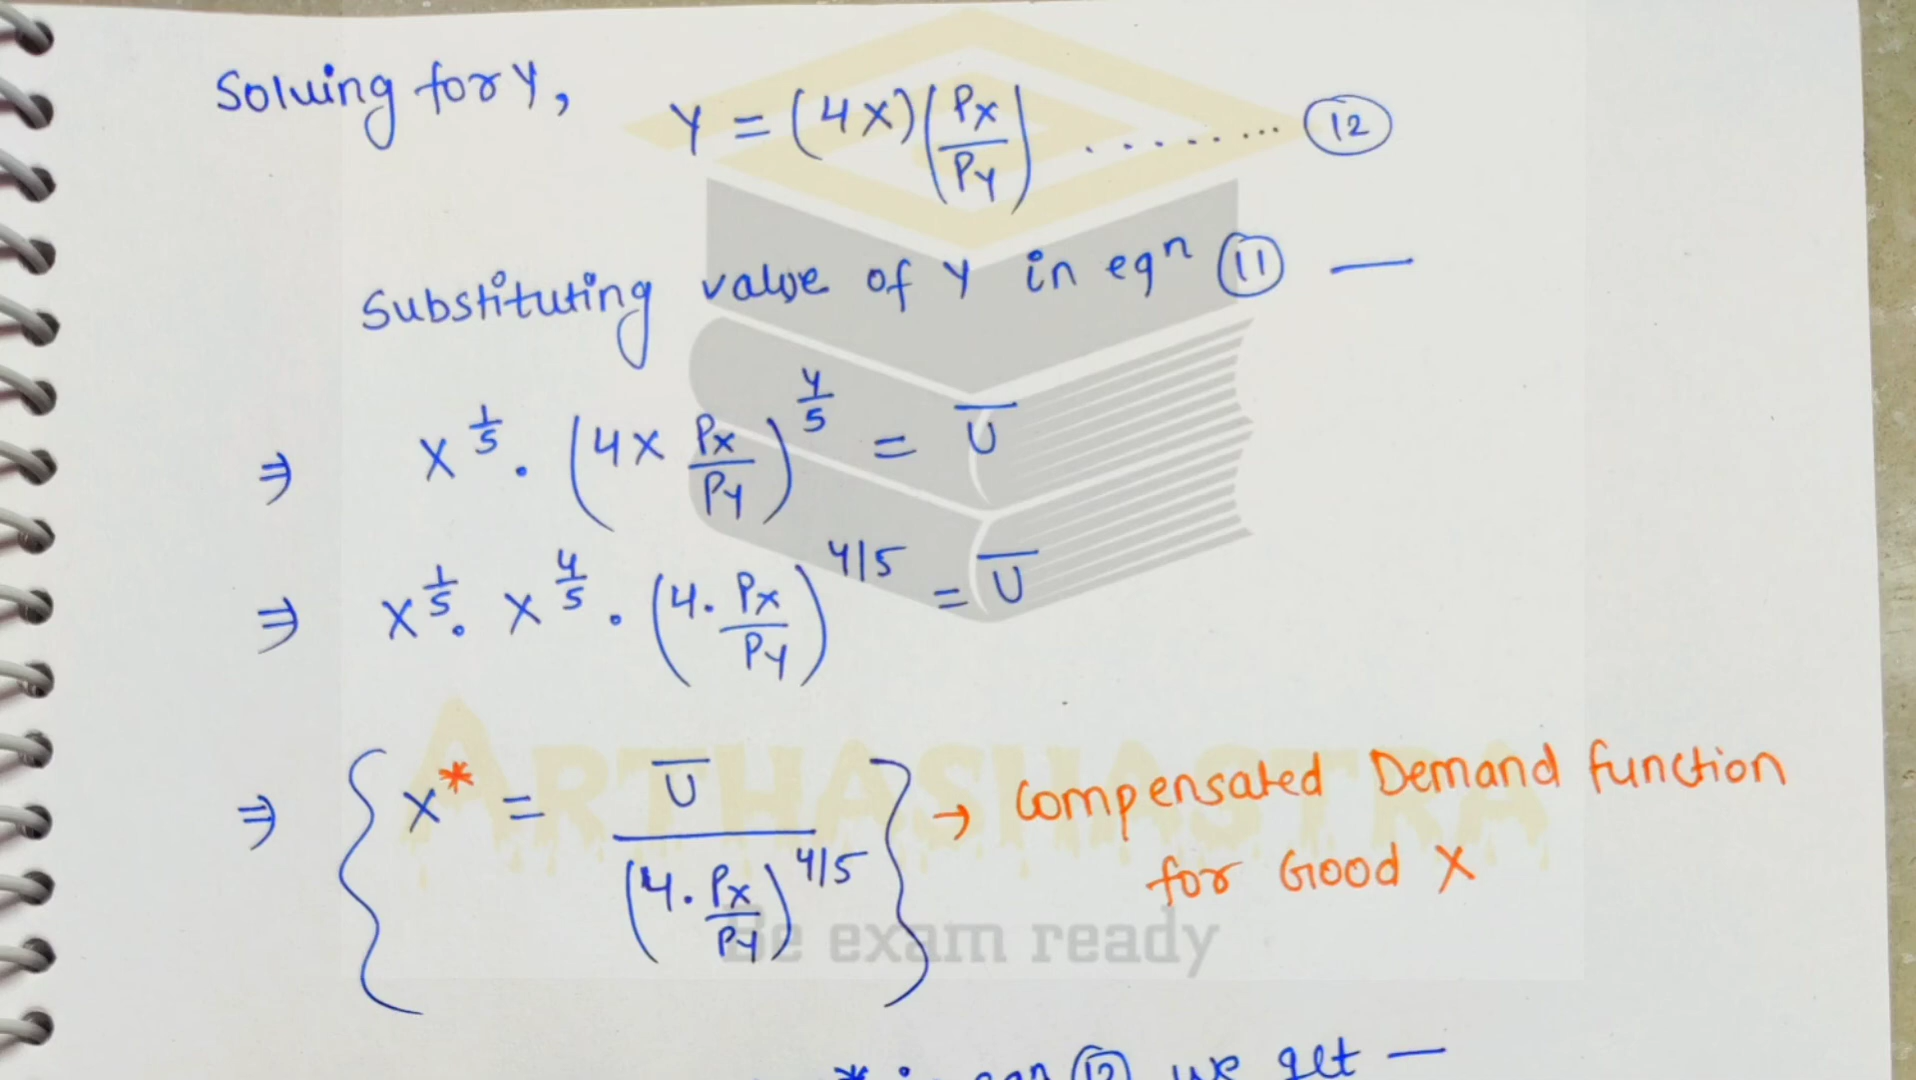 Solving for Y,
Y = (4X)(Px/Py) ........ (12)
Substituting value of Y in eqn (11) —
⇒ X^1/5 . (4X Px/Py)^4/5 = U̅
⇒ X^1/5 . X^4/5 . (4. Px/Py)^4/5 = U̅
⇒ { X* = U̅/(4. Px/Py)^4/5 } → Compensated Demand function
for Good X
ARTHASHASTRA
Be exam ready
(12) we get —